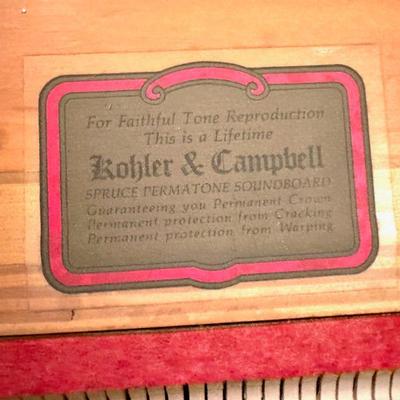 For Faithful Tone Reproduction
This is a Lifetime
Kohler & Campbell
SPRUCE PERMATONE SOUNDBOARD
Guaranteeing you Permanent Crown
Permanent protection from Cracking
Permanent protection from Warping